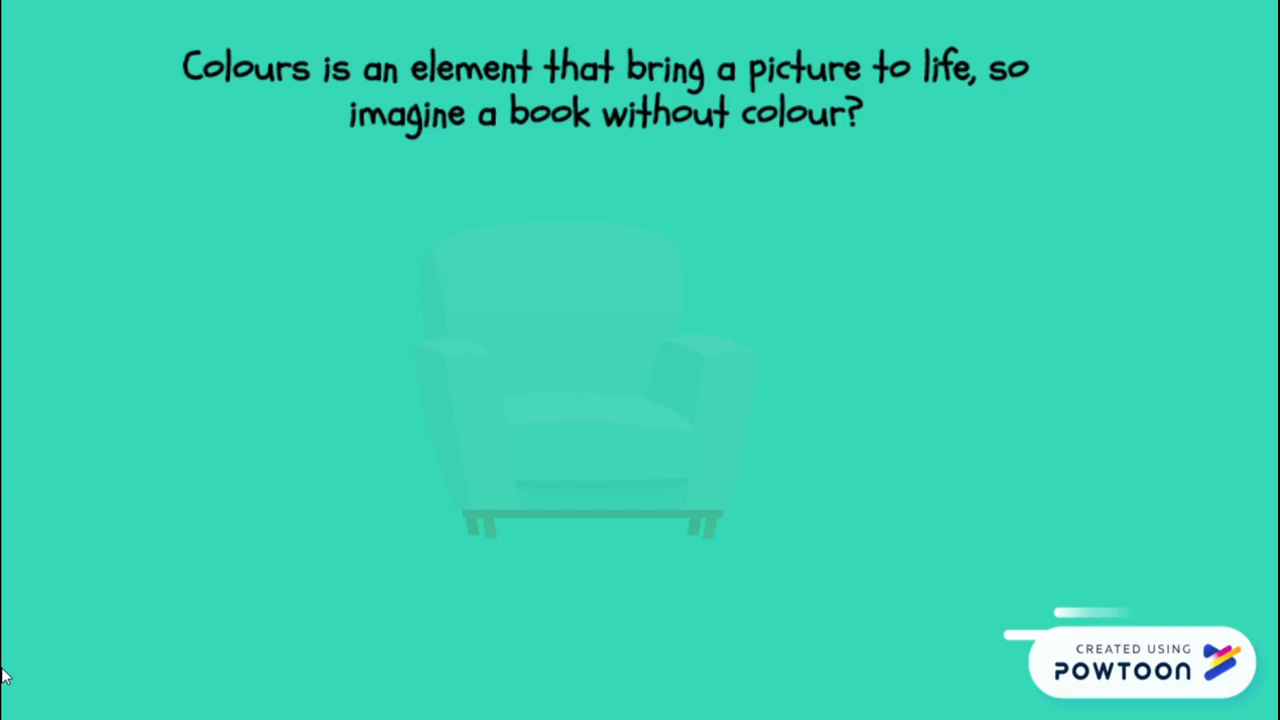 Colours is an element that bring a picture to life, so
imagine a book without colour?
CREATED USING
POWTOON